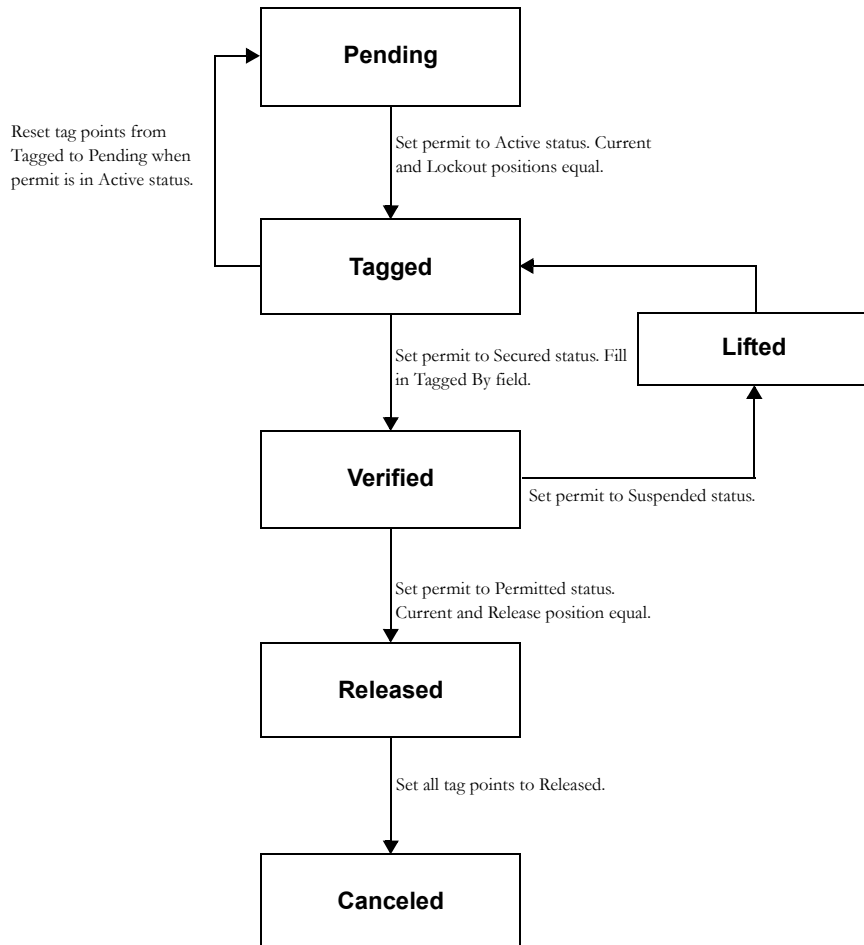 Pending
Reset tag points from
Tagged to Pending when
permit is in Active status.
Set permit to Active status. Current
and Lockout positions equal.
Tagged
Lifted
Set permit to Secured status. Fill
in Tagged By field.
Verified
Set permit to Suspended status.
Set permit to Permitted status.
Current and Release position equal.
Released
Set all tag points to Released.
Canceled